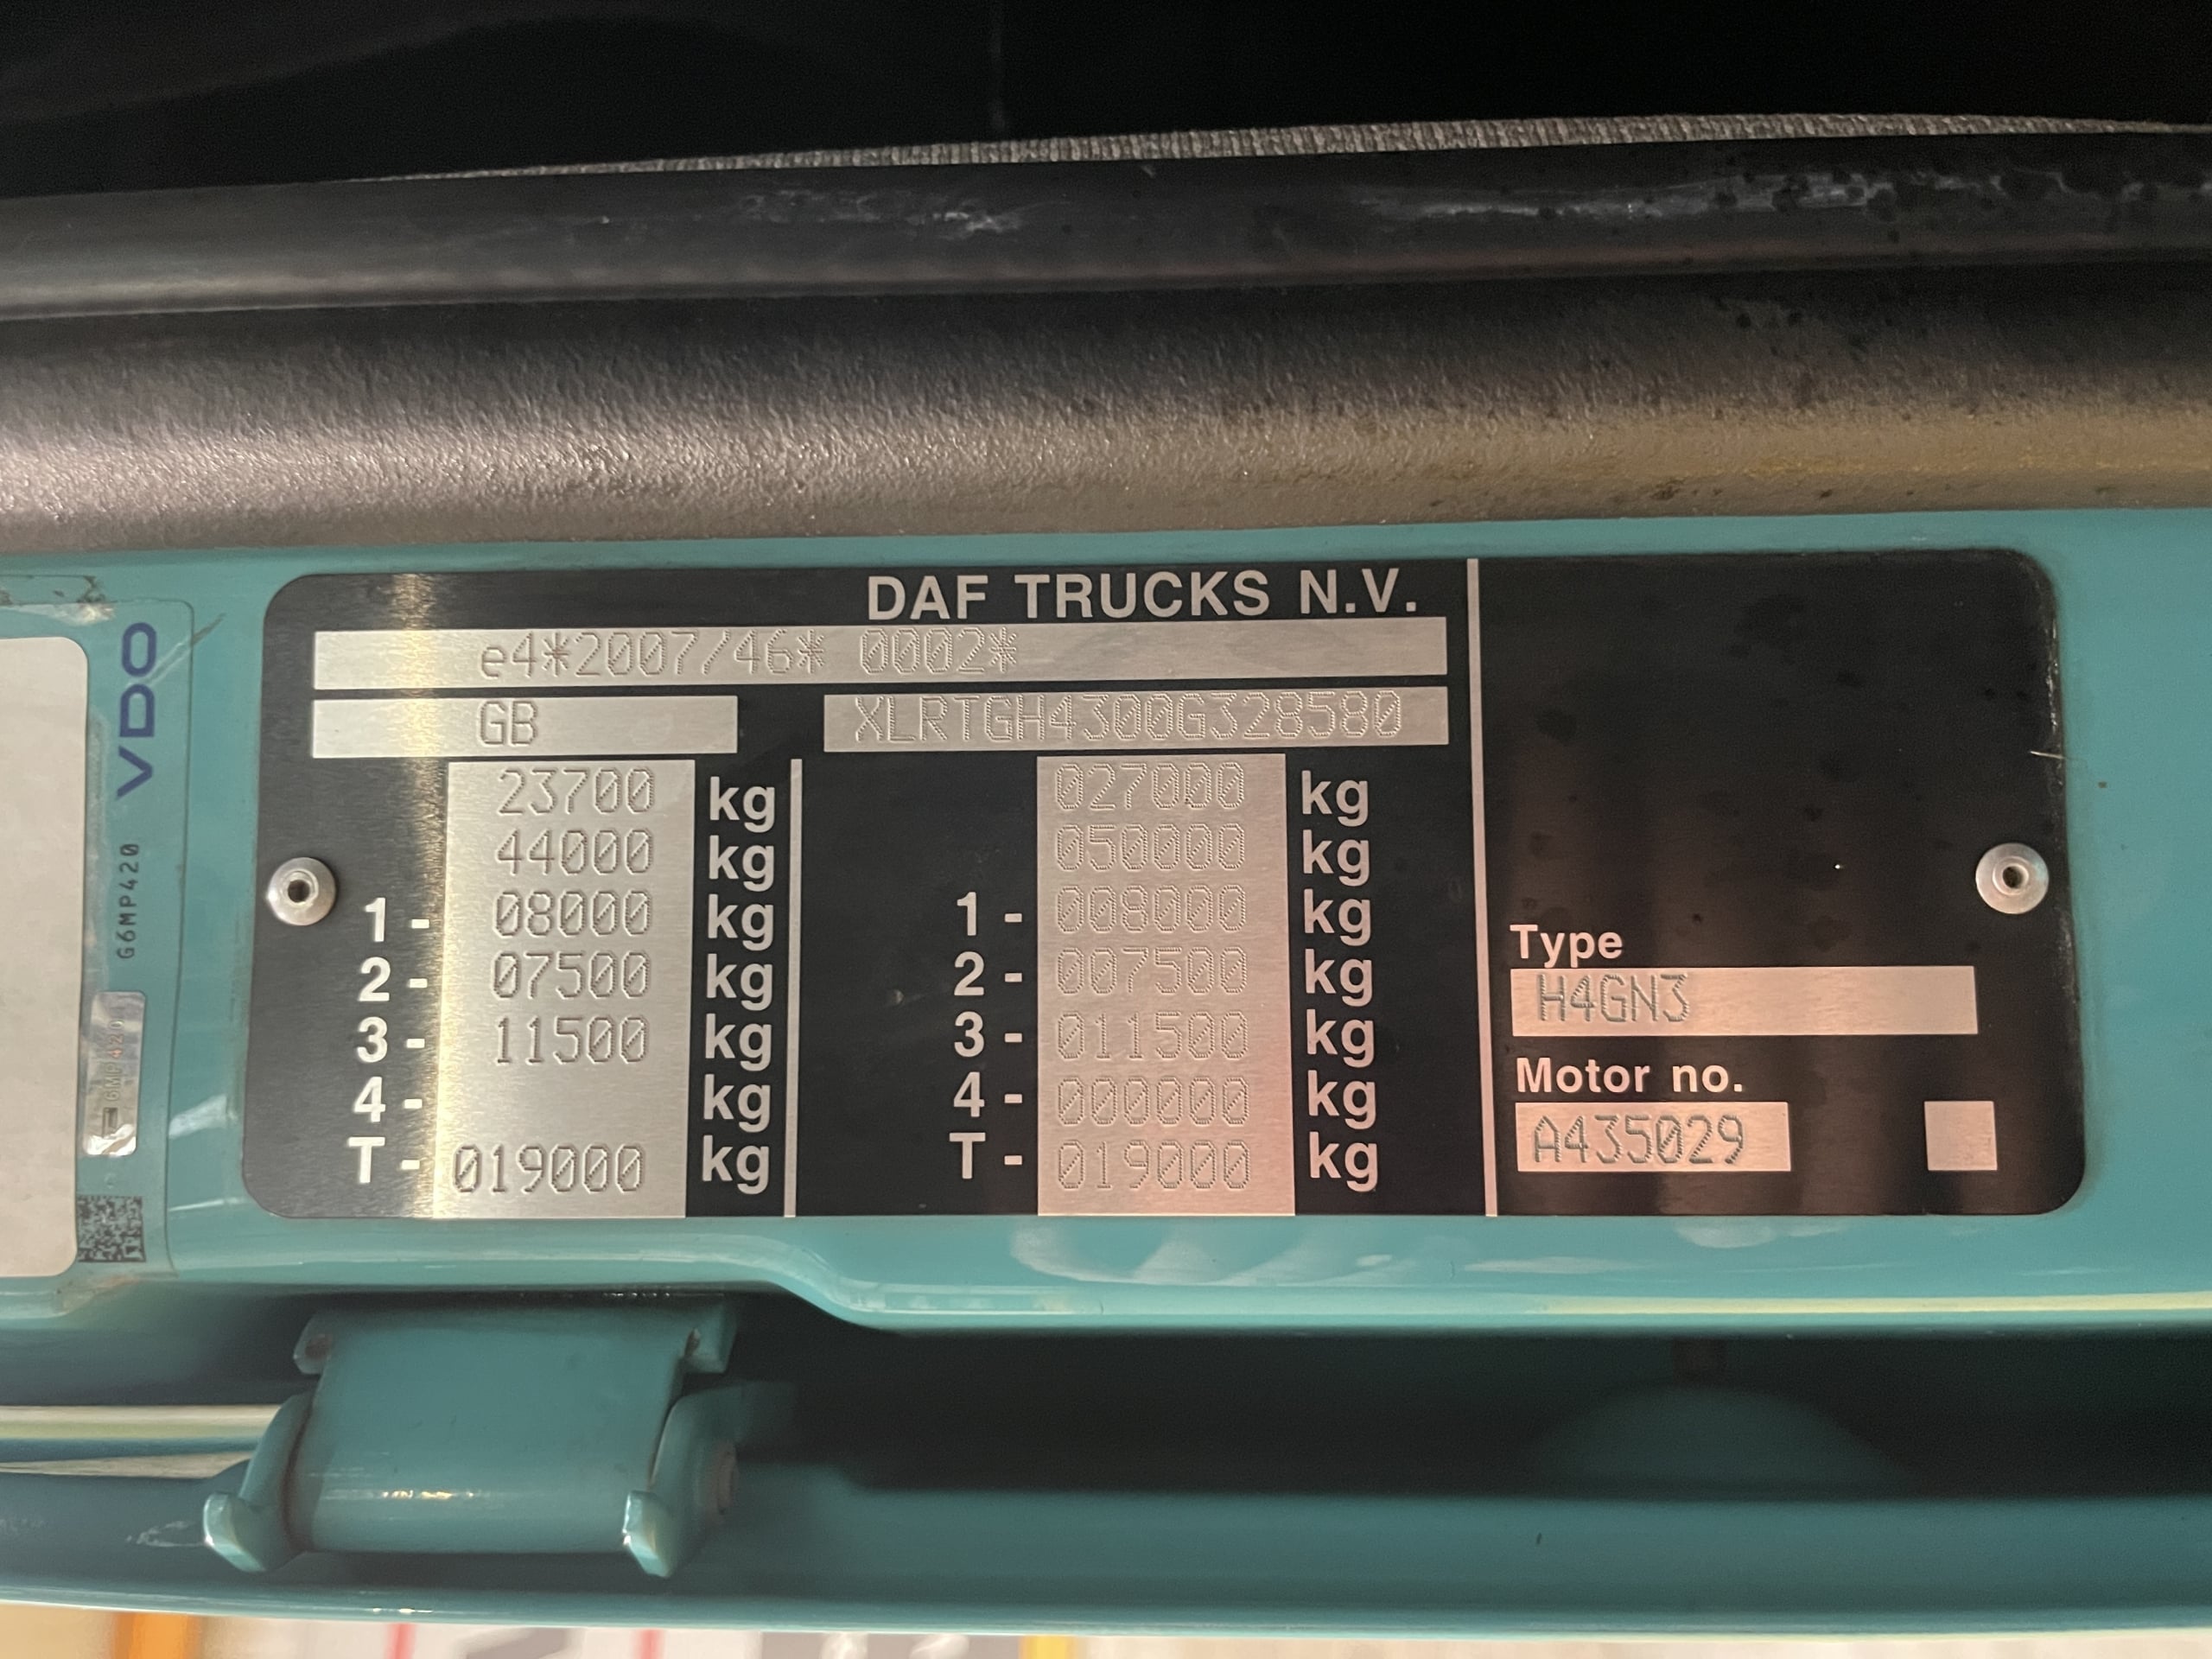 DAF TRUCKS N.V.
e4*2007/46* 0002*
GB XLRTGH4300G328580
23700 kg 027000 kg
44000 kg 050000 kg
1- 08000 kg 1- 008000 kg
2- 07500 kg 2- 007500 kg
3- 11500 kg 3- 011500 kg
4- kg 4- 000000 kg
T- 019000 kg T- 019000 kg
Type
H4GN3
Motor no.
A435029
VDO
G6MP420